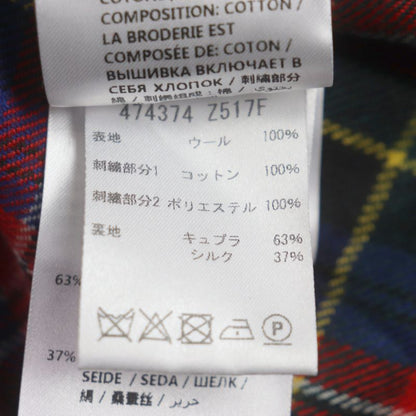 COMPOSITION: COTTON /
LA BRODERIE EST
COMPOSÉE DE: COTON /
ВЫШИВКА ВКЛЮЧАЕТ В
СЕБЯ ХЛОПОК / 刺繍部分:
綿 /
474374 Z517F
表地 ウール 100%
刺繍部分1 コットン 100%
刺繍部分2 ポリエステル 100%
裏地 キュプラ 63%
シルク 37%
P
63%
37%
SEIDE / SEDA / ШЕЛК /
絹 / 桑蚕丝 / حرير